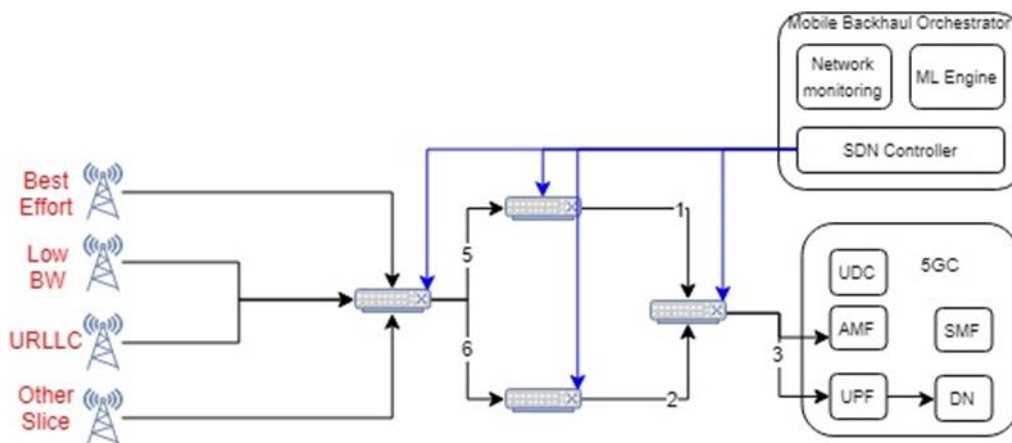 Mobile Backhaul Orchestrator
Network
monitoring
ML Engine
SDN Controller
Best
Effort
Low
BW
URLLC
Other
Slice
5
6
1
2
3
5GC
UDC
AMF
SMF
UPF
DN